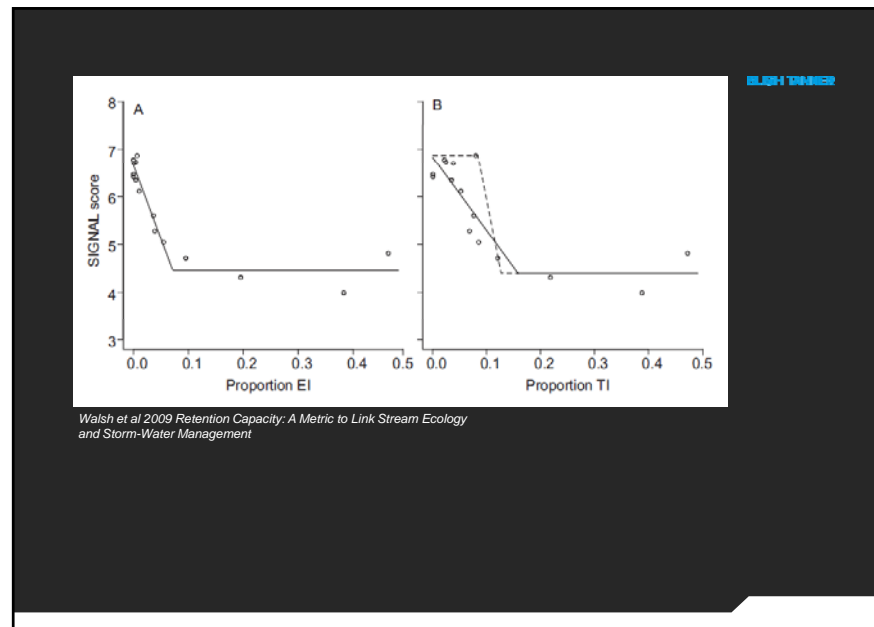 BLIGH TANNER
A
B
8
7
6
5
4
3
SIGNAL score
0.0 0.1 0.2 0.3 0.4 0.5
Proportion EI
0.0 0.1 0.2 0.3 0.4 0.5
Proportion TI
Walsh et al 2009 Retention Capacity: A Metric to Link Stream Ecology
and Storm-Water Management